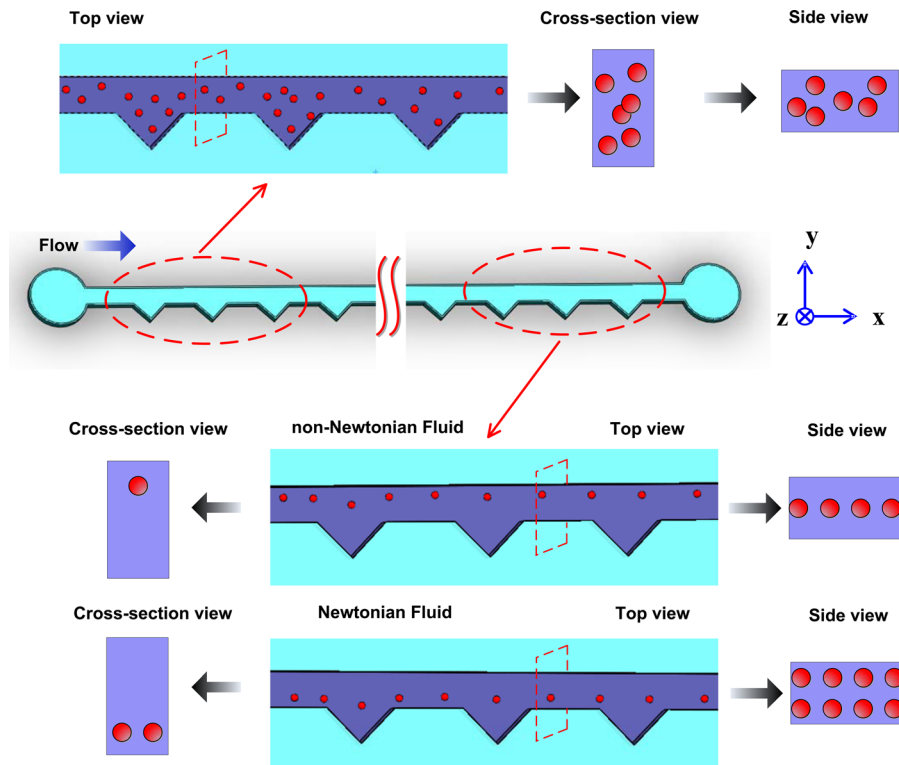 Top view
Cross-section view
Side view
Flow
y
z
x
Cross-section view
non-Newtonian Fluid
Top view
Side view
Cross-section view
Newtonian Fluid
Top view
Side view